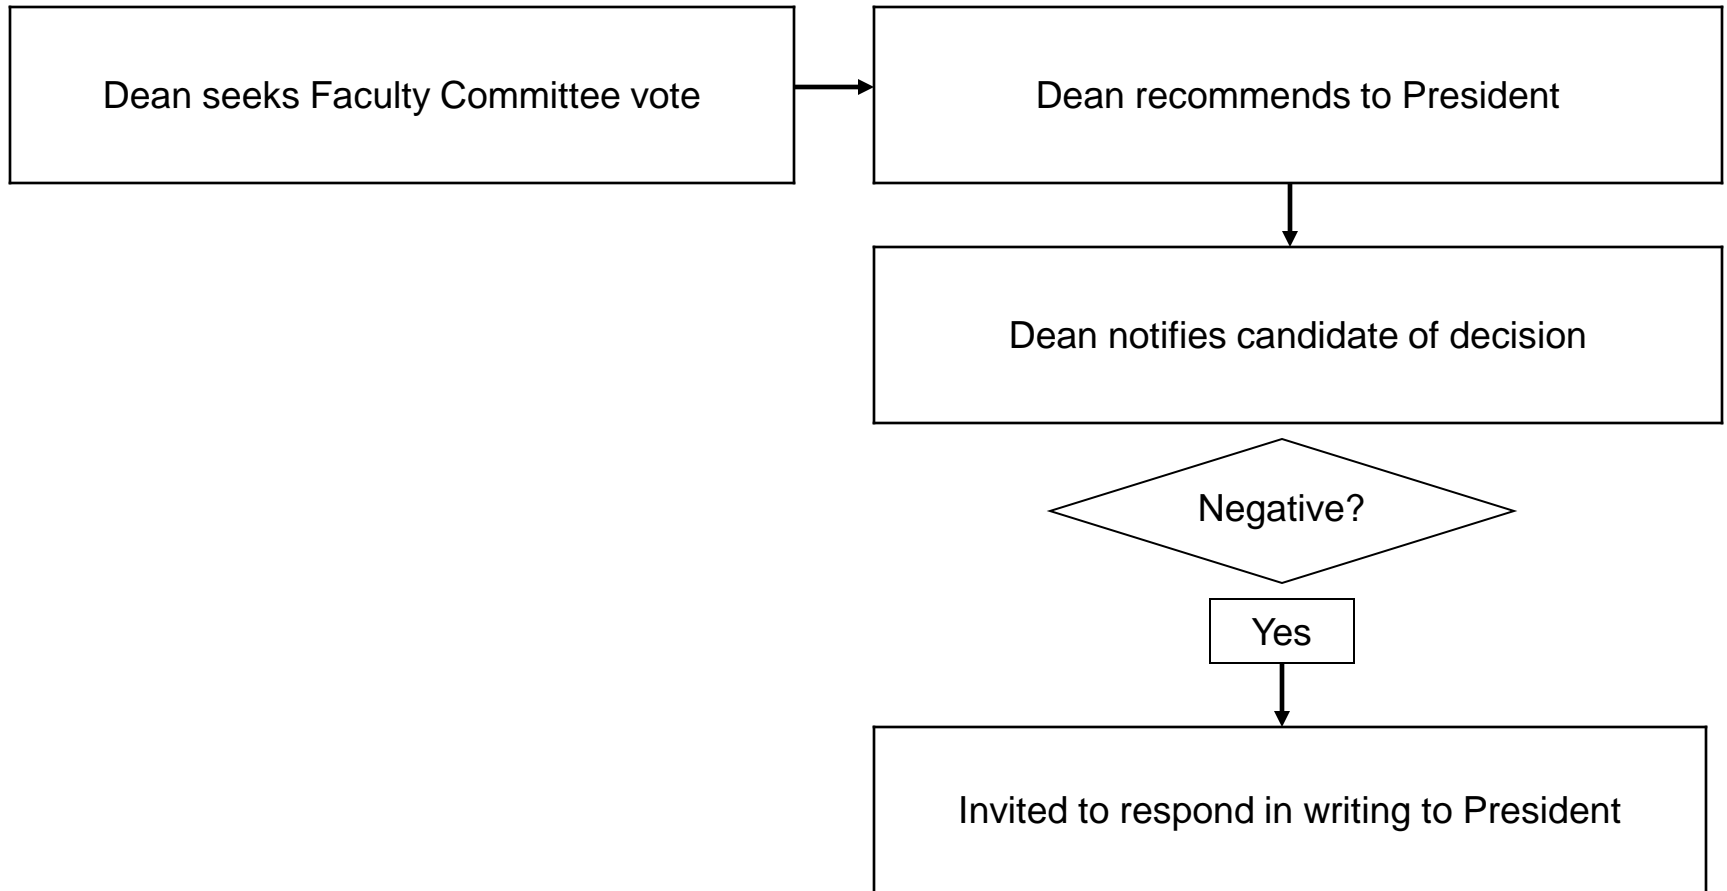 Dean seeks Faculty Committee vote
Dean recommends to President
Dean notifies candidate of decision
Negative?
Yes
Invited to respond in writing to President